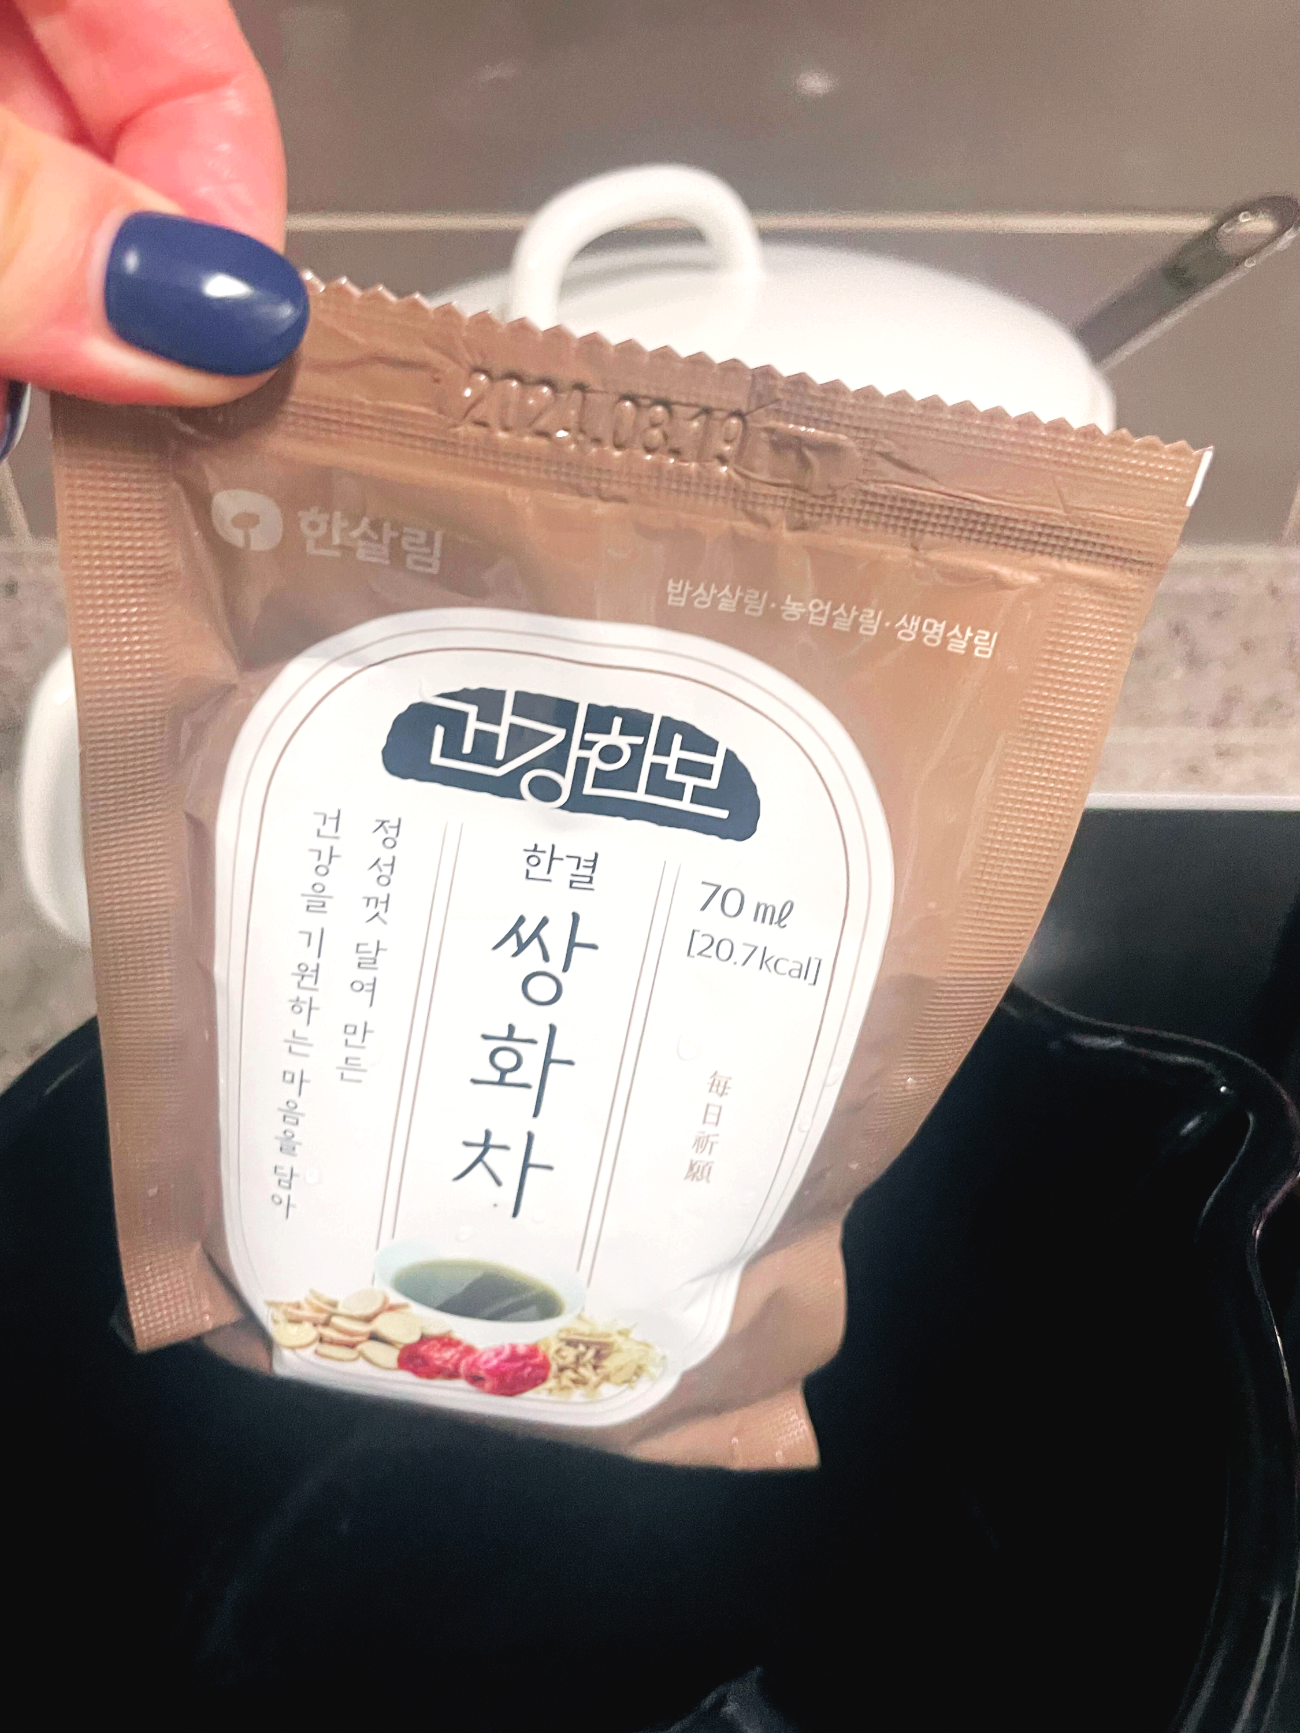 2024.08.19
한살림
밥상살림·농업살림·생명살림
보한건강
한결
쌍화차
70 ml
[20.7kcal]
每日祈願
정성껏 달여 만든
건강을 기원하는 마음을 담아